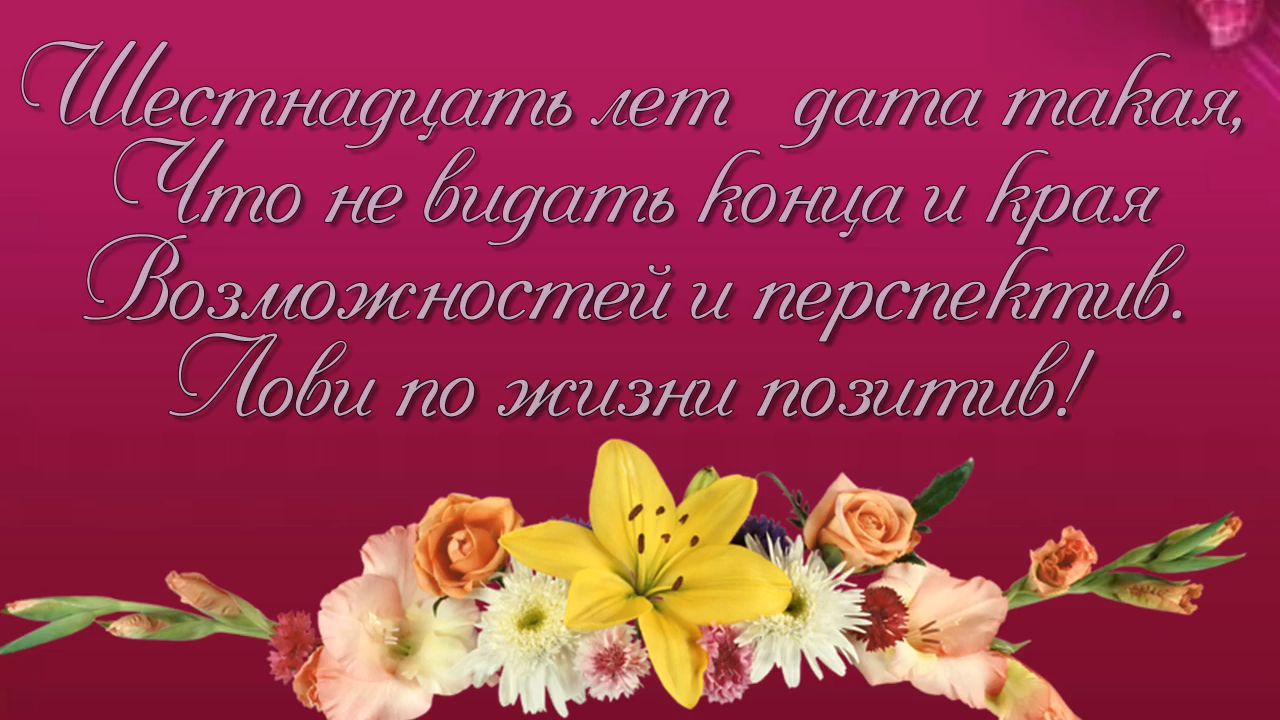 Шестнадцать лет дата такая,
Что не видать конца и края
Возможностей и перспектив.
Лови по жизни позитив!